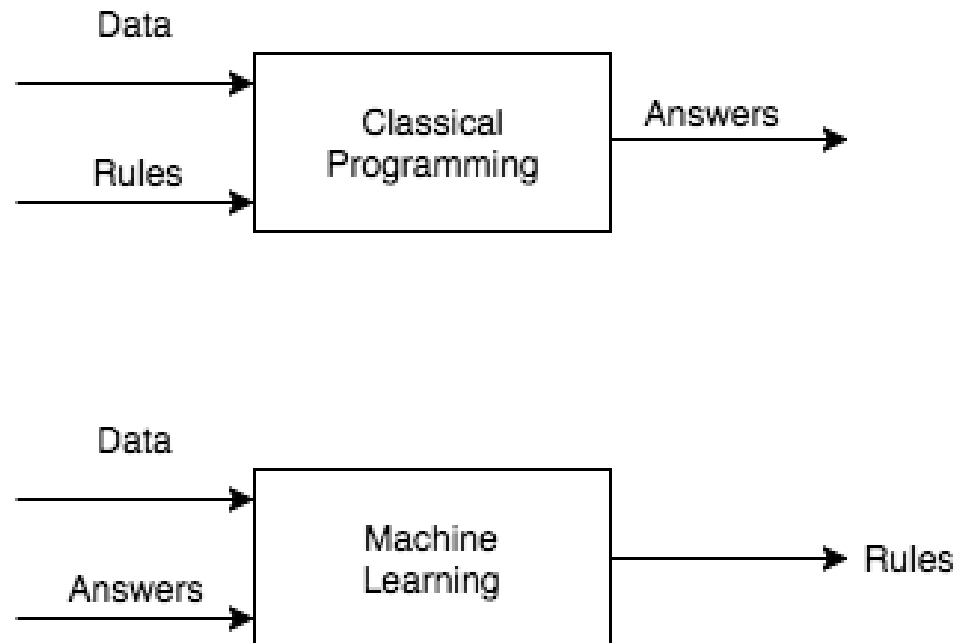 Data
Rules
Classical
Programming
Answers
Data
Answers
Machine
Learning
Rules